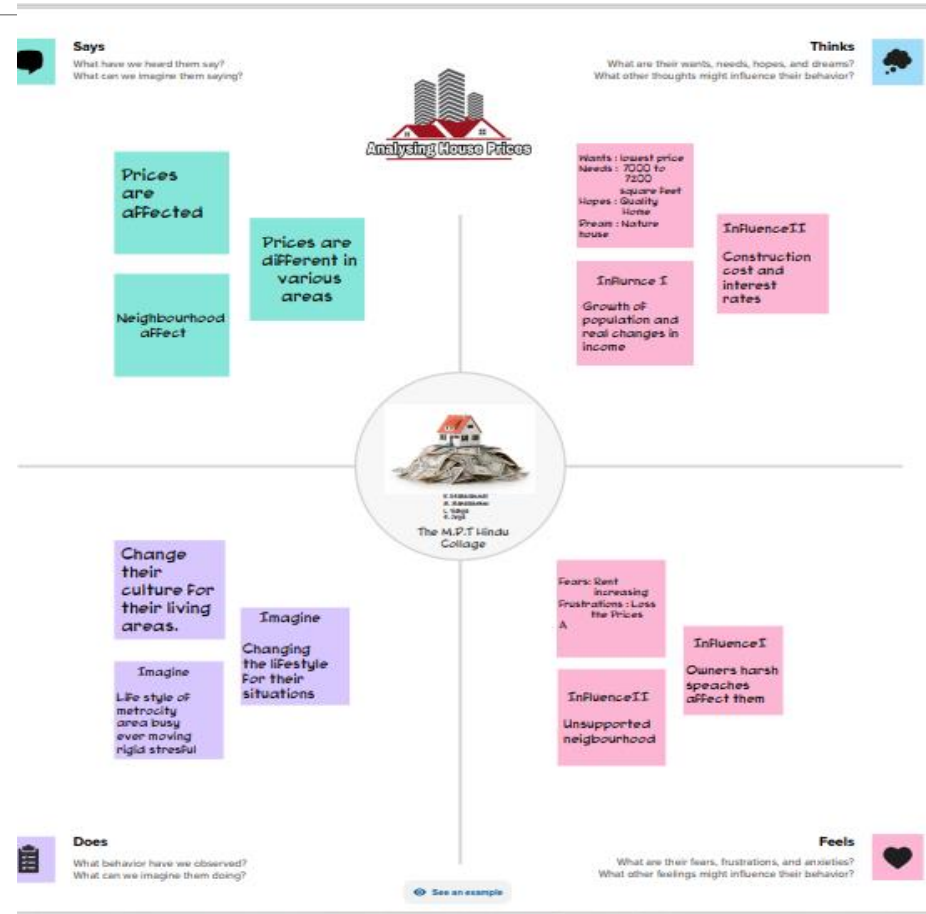 Says
What have we heard them say?
What can we imagine them saying?
Thinks
What are their wants, needs, hopes, and dreams?
What other thoughts might influence their behavior?
Analysing House Prices
Prices
are
affected
Prices are
different in
various
areas
Neighbourhood
affect
Wants : lowest price
Needs : 7000 to
7200
square feet
Hopes : Quality
Home
Dream : Nature
house
InfluenceII
Construction
cost and
interest
rates
Influrnce I
Growth of
population and
real changes in
income
The M.D.T Hindu
Collage
Change
their
culture for
their living
areas.
Imagine
Changing
the lifestyle
for their
situations
Imagine
Life style of
metrocity
area busy
ever moving
rigid stresful
Fears: Rent
increasing
Frustrations : Loss
the Prices
A
InfluenceI
Owners harsh
speaches
affect them
InfluenceII
Unsupported
neigbourhood
Does
What behavior have we observed?
What can we imagine them doing?
Feels
What are their fears, frustrations, and anxieties?
What other feelings might influence their behavior?
See an example